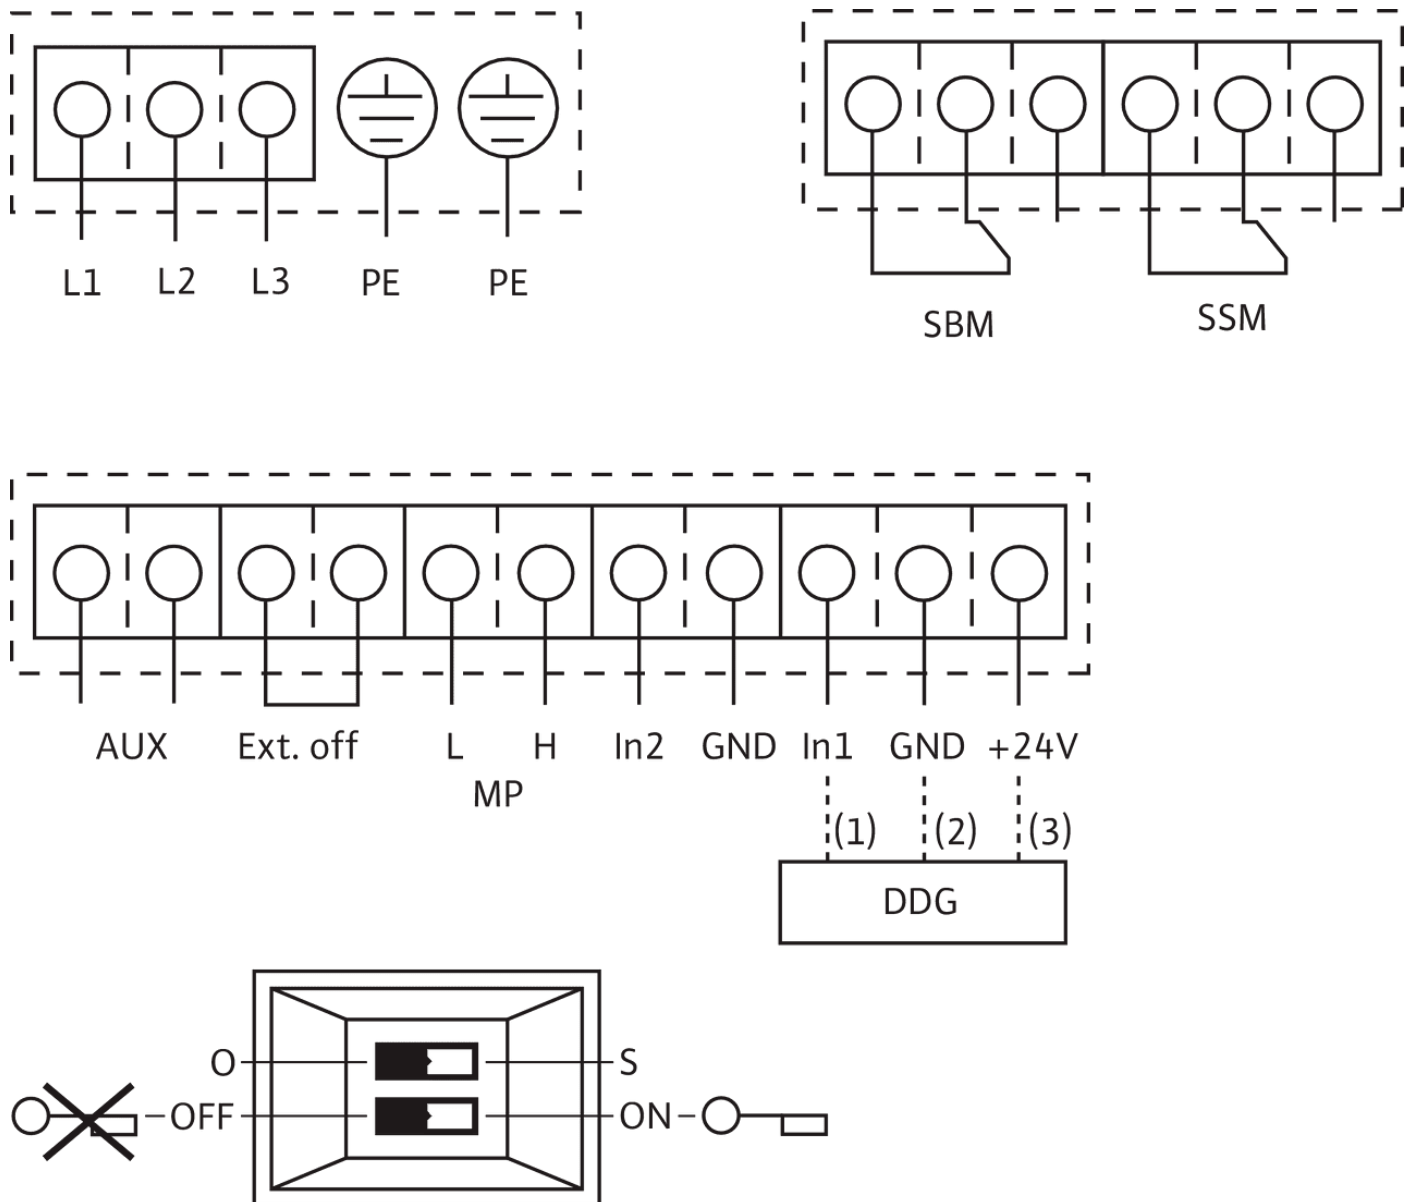 L1 L2 L3 PE PE
SBM SSM
AUX Ext. off L H In2 GND In1 GND +24V
MP
(1) (2) (3)
DDG
O S
OFF ON